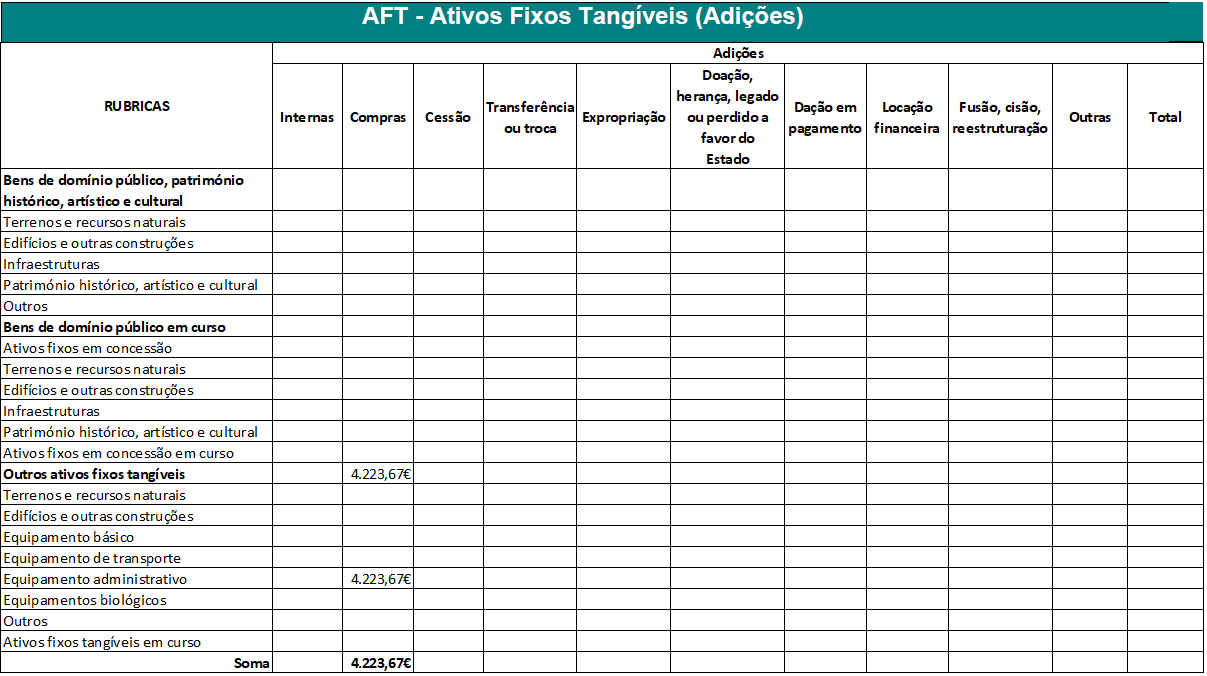 AFT - Ativos Fixos Tangíveis (Adições)
RUBRICAS
Adições
Internas
Compras
Cessão
Transferência
ou troca
Expropriação
Doação,
herança, legado
ou perdido a
favor do
Estado
Dação em
pagamento
Locação
financeira
Fusão, cisão,
reestruturação
Outras
Total
Bens de domínio público, património
histórico, artístico e cultural
Terrenos e recursos naturais
Edifícios e outras construções
Infraestruturas
Património histórico, artístico e cultural
Outros
Bens de domínio público em curso
Ativos fixos em concessão
Terrenos e recursos naturais
Edifícios e outras construções
Infraestruturas
Património histórico, artístico e cultural
Ativos fixos em concessão em curso
Outros ativos fixos tangíveis 4.223,67€
Terrenos e recursos naturais
Edifícios e outras construções
Equipamento básico
Equipamento de transporte
Equipamento administrativo 4.223,67€
Equipamentos biológicos
Outros
Ativos fixos tangíveis em curso
Soma 4.223,67€